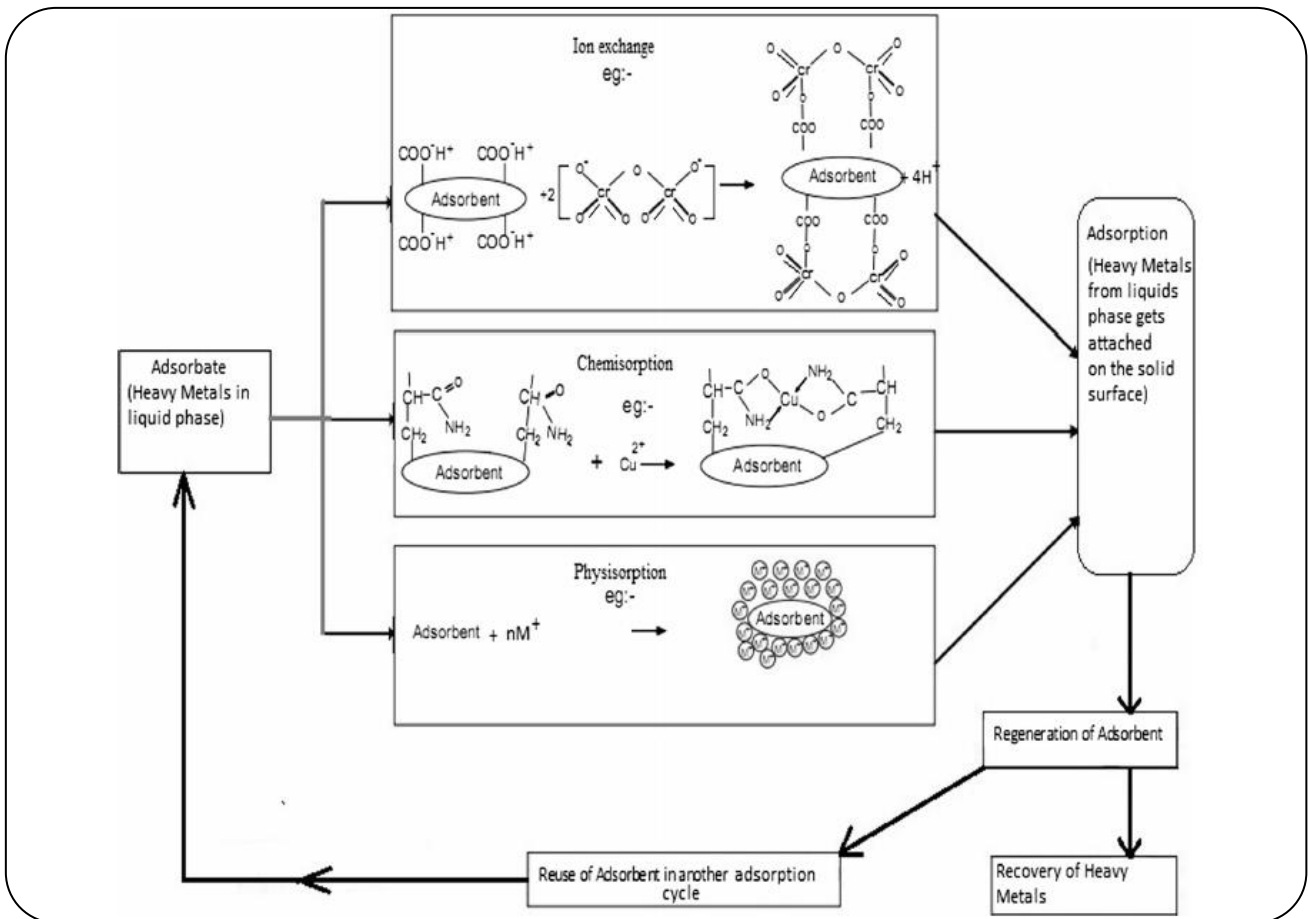 Ion exchange
eg:-
COO⁻H⁺ COO⁻H⁺
Adsorbent
COO⁻H⁺ COO⁻H⁺
+2
O⁻ O O⁻
Cr Cr
O O O O
O O O
O Cr Cr O
O O
COO COO
Adsorbent + 4H⁺
COO COO
O O
O Cr Cr O
O O O
Adsorbate
(Heavy Metals in
liquid phase)
Chemisorption
eg:-
CH C O
NH₂
CH₂
CH O
CH₂ NH₂
Adsorbent
+ Cu²⁺
O NH₂ CH
CH C Cu C
NH₂ O
CH₂ CH₂
Adsorbent
Physisorption
eg:-
Adsorbent + nM⁺
Adsorbent
Adsorption
(Heavy Metals
from liquids
phase gets
attached
on the solid
surface)
Regeneration of Adsorbent
Reuse of Adsorbent in another adsorption
cycle
Recovery of Heavy
Metals